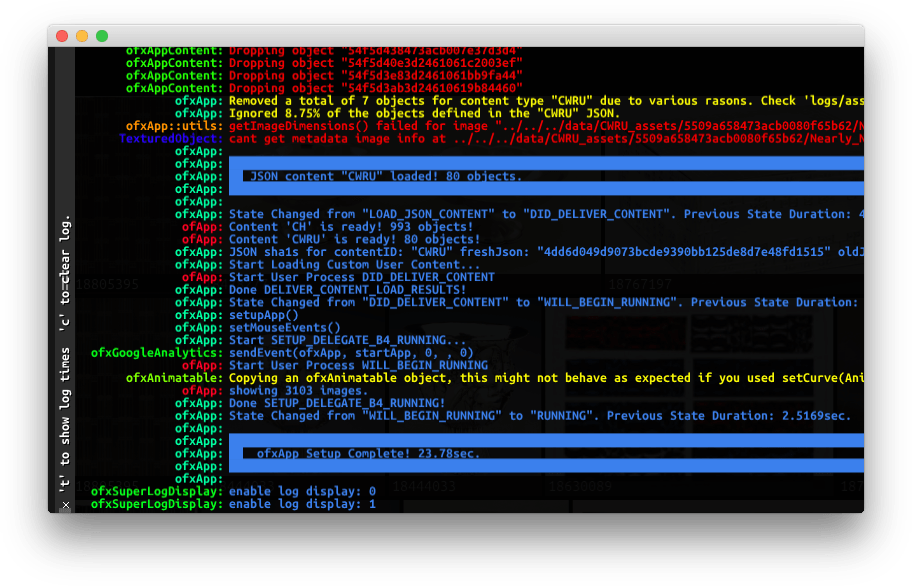 ofxAppContent: Dropping object "54f5d438473acb007e37d3d4"
ofxAppContent: Dropping object "54f5d40e3d2461061c2003ef"
ofxAppContent: Dropping object "54f5d3e83d2461061bb9fa44"
ofxAppContent: Dropping object "54f5d3ab3d24610619b84460"
ofxApp: Removed a total of 7 objects for content type "CWRU" due to various rasons. Check 'logs/ass
ofxApp: Ignored 8.75% of the objects defined in the "CWRU" JSON.
ofxApp::utils: getImageDimensions() failed for image "../../../data/CWRU_assets/5509a658473acb0080f65b62/N
TexturedObject: cant get metadata image info at ../../../data/CWRU_assets/5509a658473acb0080f65b62/Nearly_N
ofxApp:
ofxApp:
ofxApp: JSON content "CWRU" loaded! 80 objects.
ofxApp:
ofxApp:
ofxApp: State Changed from "LOAD_JSON_CONTENT" to "DID_DELIVER_CONTENT". Previous State Duration: 4
ofApp: Content 'CH' is ready! 993 objects!
ofApp: Content 'CWRU' is ready! 80 objects!
ofxApp: JSON sha1s for contentID: "CWRU" freshJson: "4dd6d049d9073bcde9390bb125de8d7e48fd1515" oldJ
ofxApp: Start Loading Custom User Content...
ofApp: Start User Process DID_DELIVER_CONTENT
ofxApp: Done DELIVER_CONTENT_LOAD_RESULTS!
ofxApp: State Changed from "DID_DELIVER_CONTENT" to "WILL_BEGIN_RUNNING". Previous State Duration:
ofxApp: setupApp()
ofxApp: setMouseEvents()
ofxApp: Start SETUP_DELEGATE_B4_RUNNING...
ofxGoogleAnalytics: sendEvent(ofxApp, startApp, 0, , 0)
ofApp: Start User Process WILL_BEGIN_RUNNING
ofxAnimatable: Copying an ofxAnimatable object, this might not behave as expected if you used setCurve(Ani
ofApp: showing 3103 images.
ofxApp: Done SETUP_DELEGATE_B4_RUNNING!
ofxApp: State Changed from "WILL_BEGIN_RUNNING" to "RUNNING". Previous State Duration: 2.5169sec.
ofxApp:
ofxApp:
ofxApp: ofxApp Setup Complete! 23.78sec.
ofxApp:
ofxApp:
ofxSuperLogDisplay: enable log display: 0
ofxSuperLogDisplay: enable log display: 1
't' to show log times 'c' to clear log.
18805395
18767197
18444033
19630089